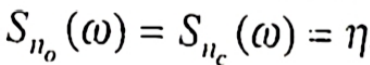 S_{n_o}(ω) = S_{n_c}(ω) = η